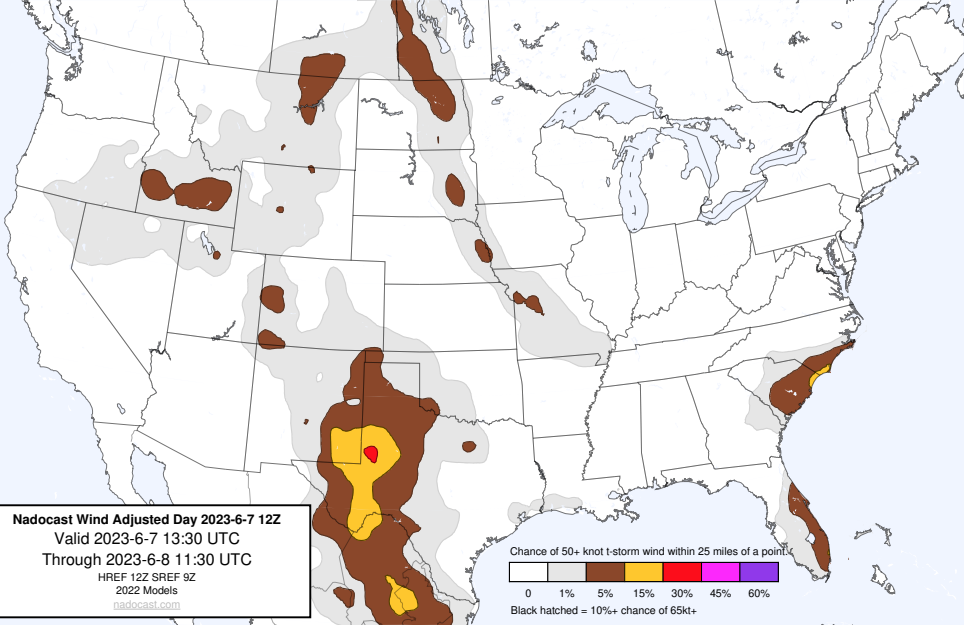 Nadocast Wind Adjusted Day 2023-6-7 12Z
Valid 2023-6-7 13:30 UTC
Through 2023-6-8 11:30 UTC
HREF 12Z SREF 9Z
2022 Models
nadocast.com
Chance of 50+ knot t-storm wind within 25 miles of a point.
0 1% 5% 15% 30% 45% 60%
Black hatched = 10%+ chance of 65kt+